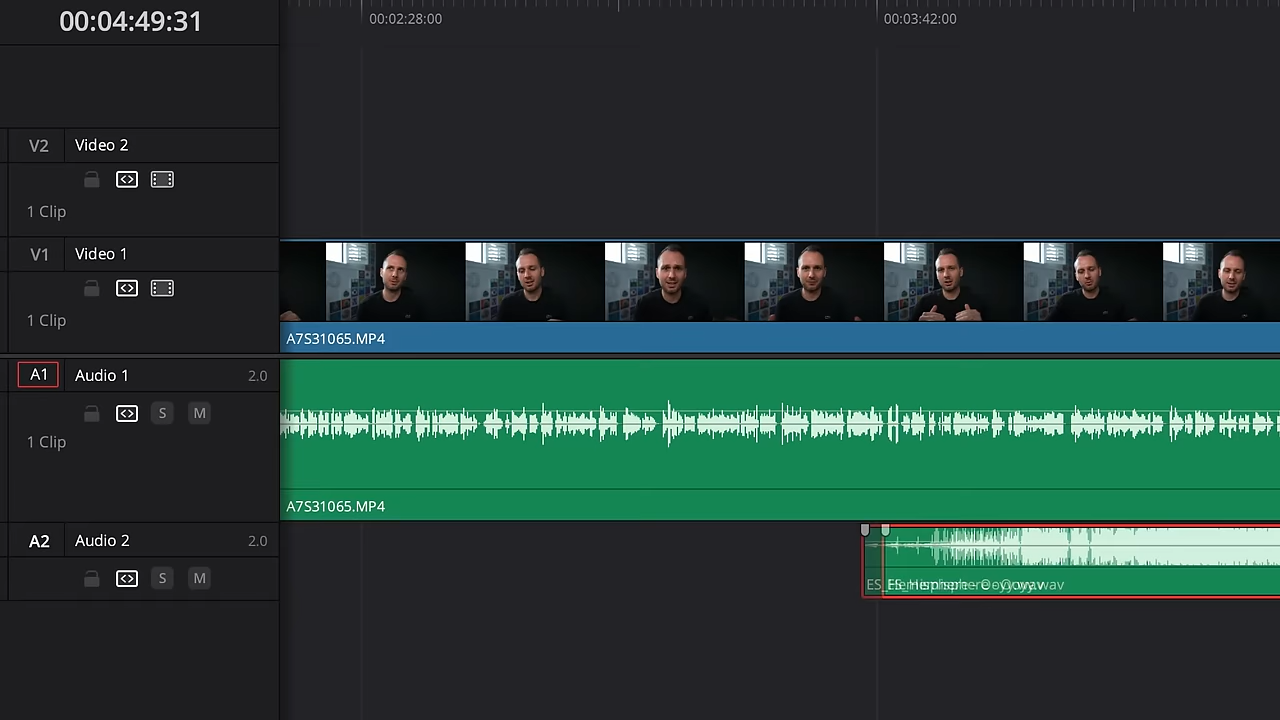 00:04:49:31
00:02:28:00
00:03:42:00
V2 Video 2
1 Clip
V1 Video 1
1 Clip
A7S31065.MP4
A1 Audio 1 2.0
S M
1 Clip
A7S31065.MP4
A2 Audio 2 2.0
S M